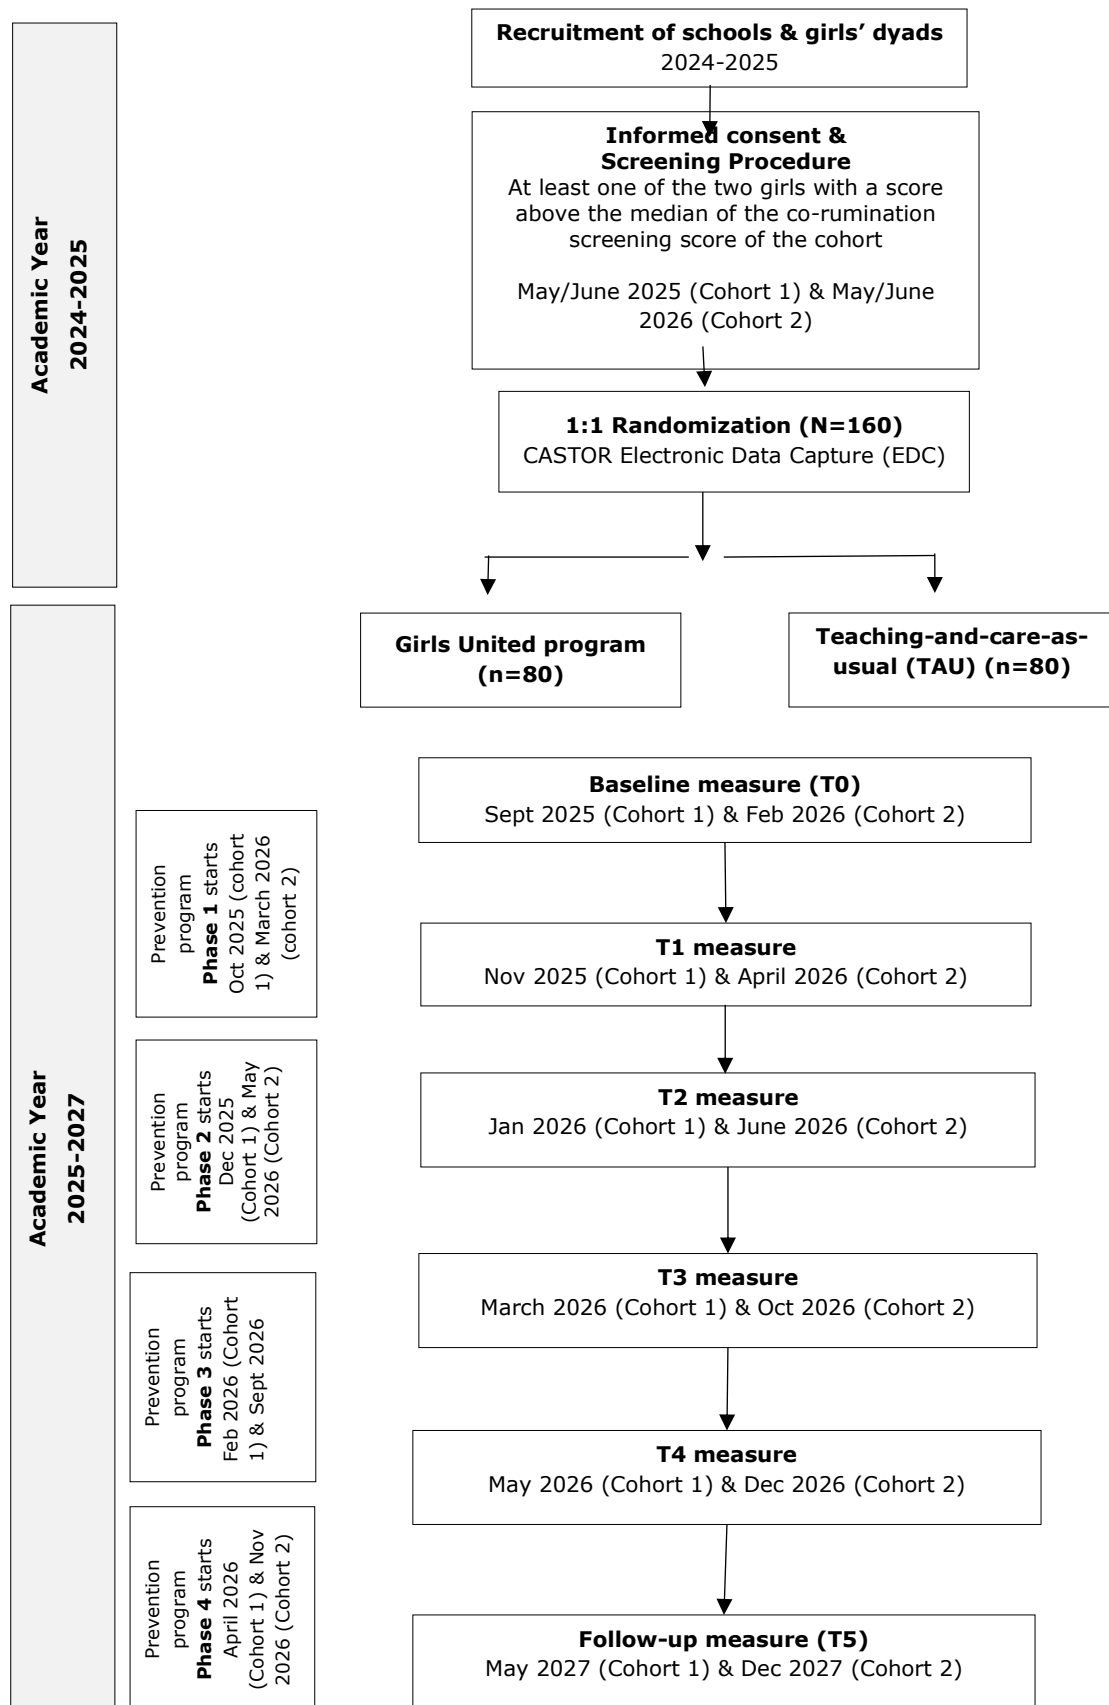 Academic Year
2024-2025
Recruitment of schools & girls’ dyads
2024-2025
Informed consent &
Screening Procedure
At least one of the two girls with a score
above the median of the co-rumination
screening score of the cohort
May/June 2025 (Cohort 1) & May/June
2026 (Cohort 2)
1:1 Randomization (N=160)
CASTOR Electronic Data Capture (EDC)
Girls United program
(n=80)
Teaching-and-care-as-
usual (TAU) (n=80)
Academic Year
2025-2027
Baseline measure (T0)
Sept 2025 (Cohort 1) & Feb 2026 (Cohort 2)
Prevention
program
Phase 1 starts
Oct 2025 (cohort
1) & March 2026
(cohort 2)
T1 measure
Nov 2025 (Cohort 1) & April 2026 (Cohort 2)
Prevention
program
Phase 2 starts
Dec 2025
(Cohort 1) & May
2026 (Cohort 2)
T2 measure
Jan 2026 (Cohort 1) & June 2026 (Cohort 2)
Prevention
program
Phase 3 starts
Feb 2026 (Cohort
1) & Sept 2026
T3 measure
March 2026 (Cohort 1) & Oct 2026 (Cohort 2)
T4 measure
May 2026 (Cohort 1) & Dec 2026 (Cohort 2)
Prevention
program
Phase 4 starts
April 2026
(Cohort 1) & Nov
2026 (Cohort 2)
Follow-up measure (T5)
May 2027 (Cohort 1) & Dec 2027 (Cohort 2)